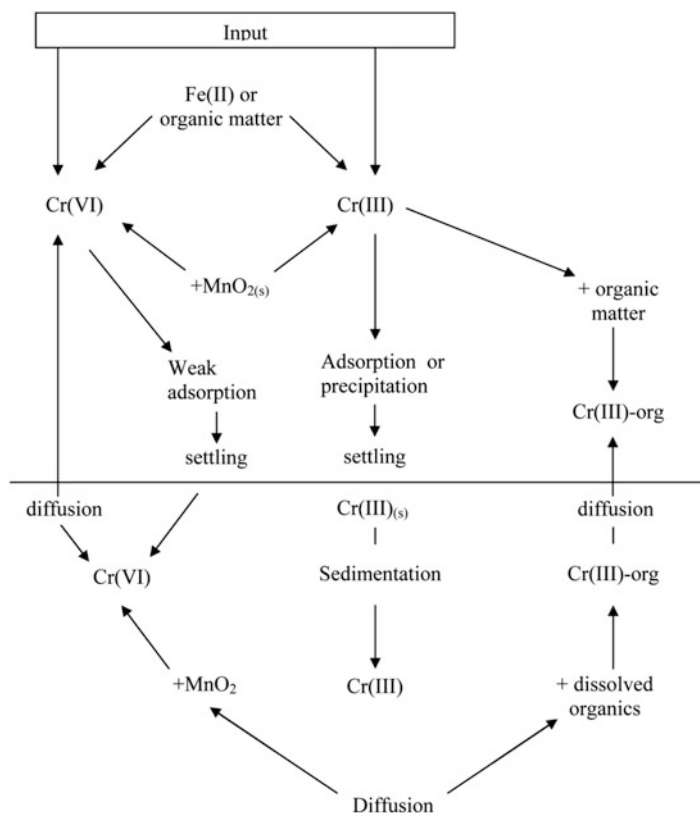 Input
Fe(II) or
organic matter
Cr(VI)
Cr(III)
+MnO2(s)
+ organic
matter
Weak
adsorption
Adsorption or
precipitation
Cr(III)-org
settling
settling
diffusion
Cr(III)(s)
diffusion
Cr(VI)
Sedimentation
Cr(III)-org
+MnO2
Cr(III)
+ dissolved
organics
Diffusion